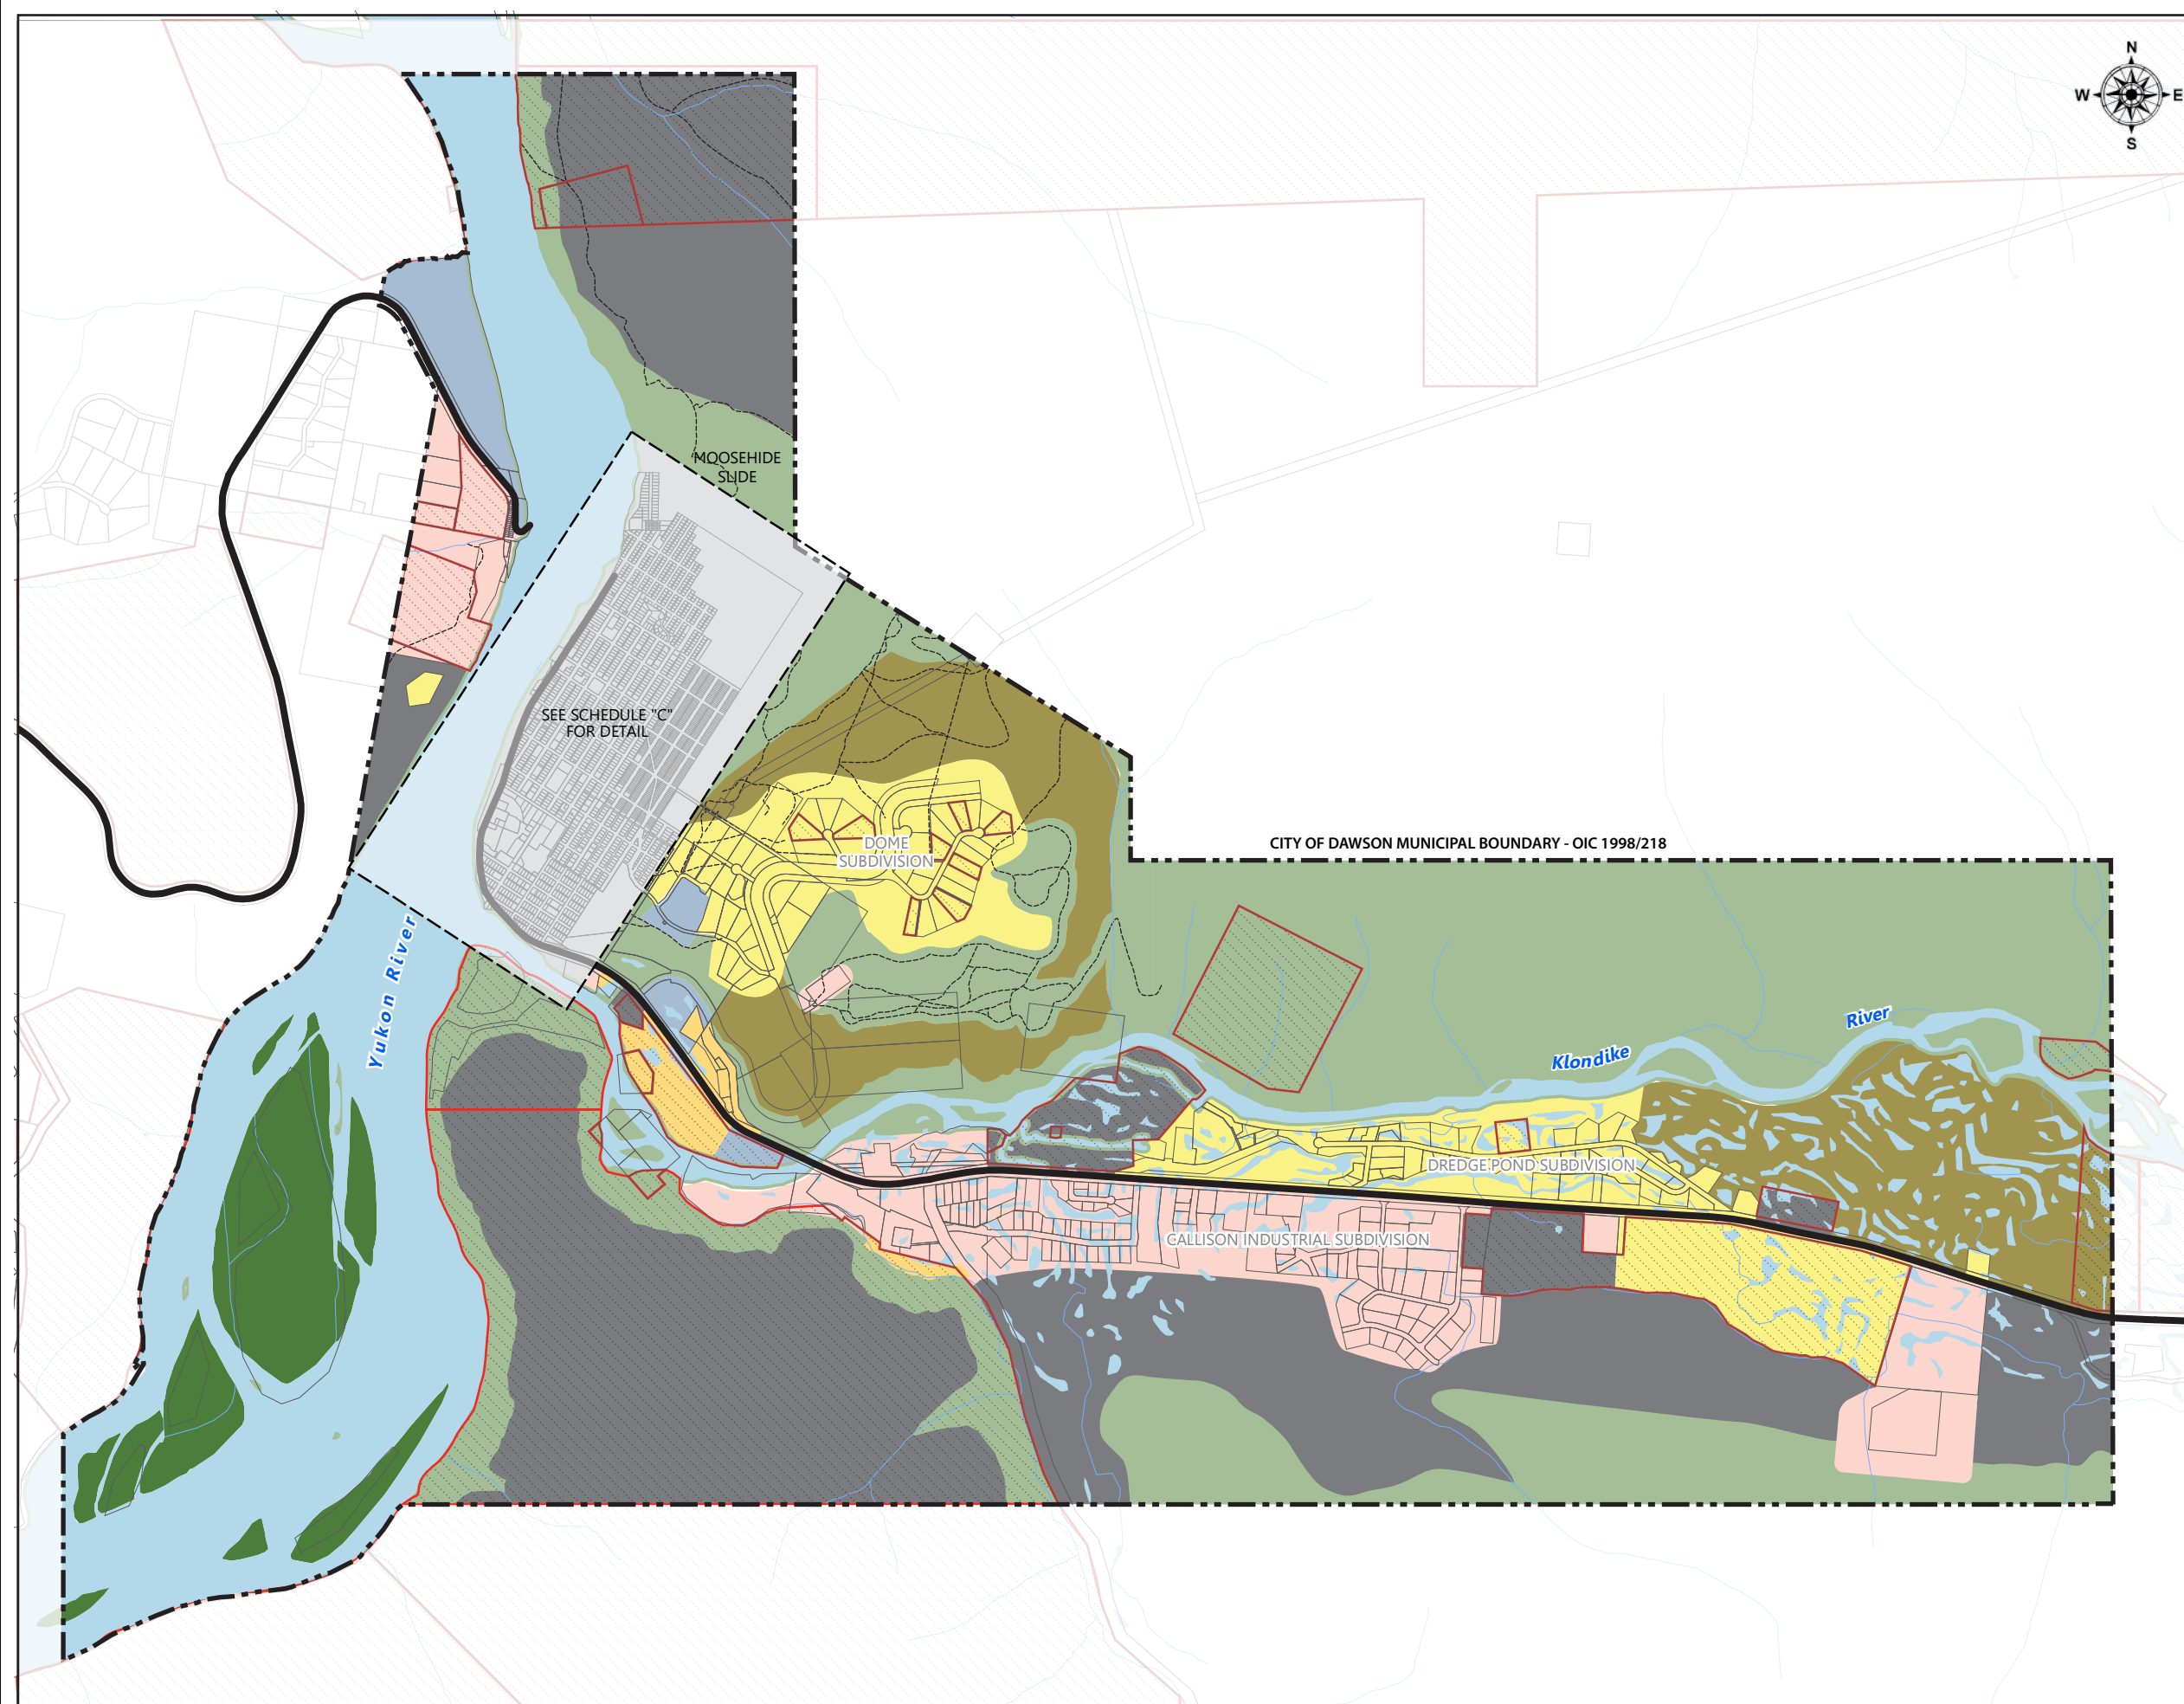 N
W E
S
MOOSEHIDE
SLIDE
SEE SCHEDULE "C"
FOR DETAIL
DOME
SUBDIVISION
CITY OF DAWSON MUNICIPAL BOUNDARY - OIC 1998/218
Yukon River
Klondike River
DREDGE POND SUBDIVISION
CALLISON INDUSTRIAL SUBDIVISION